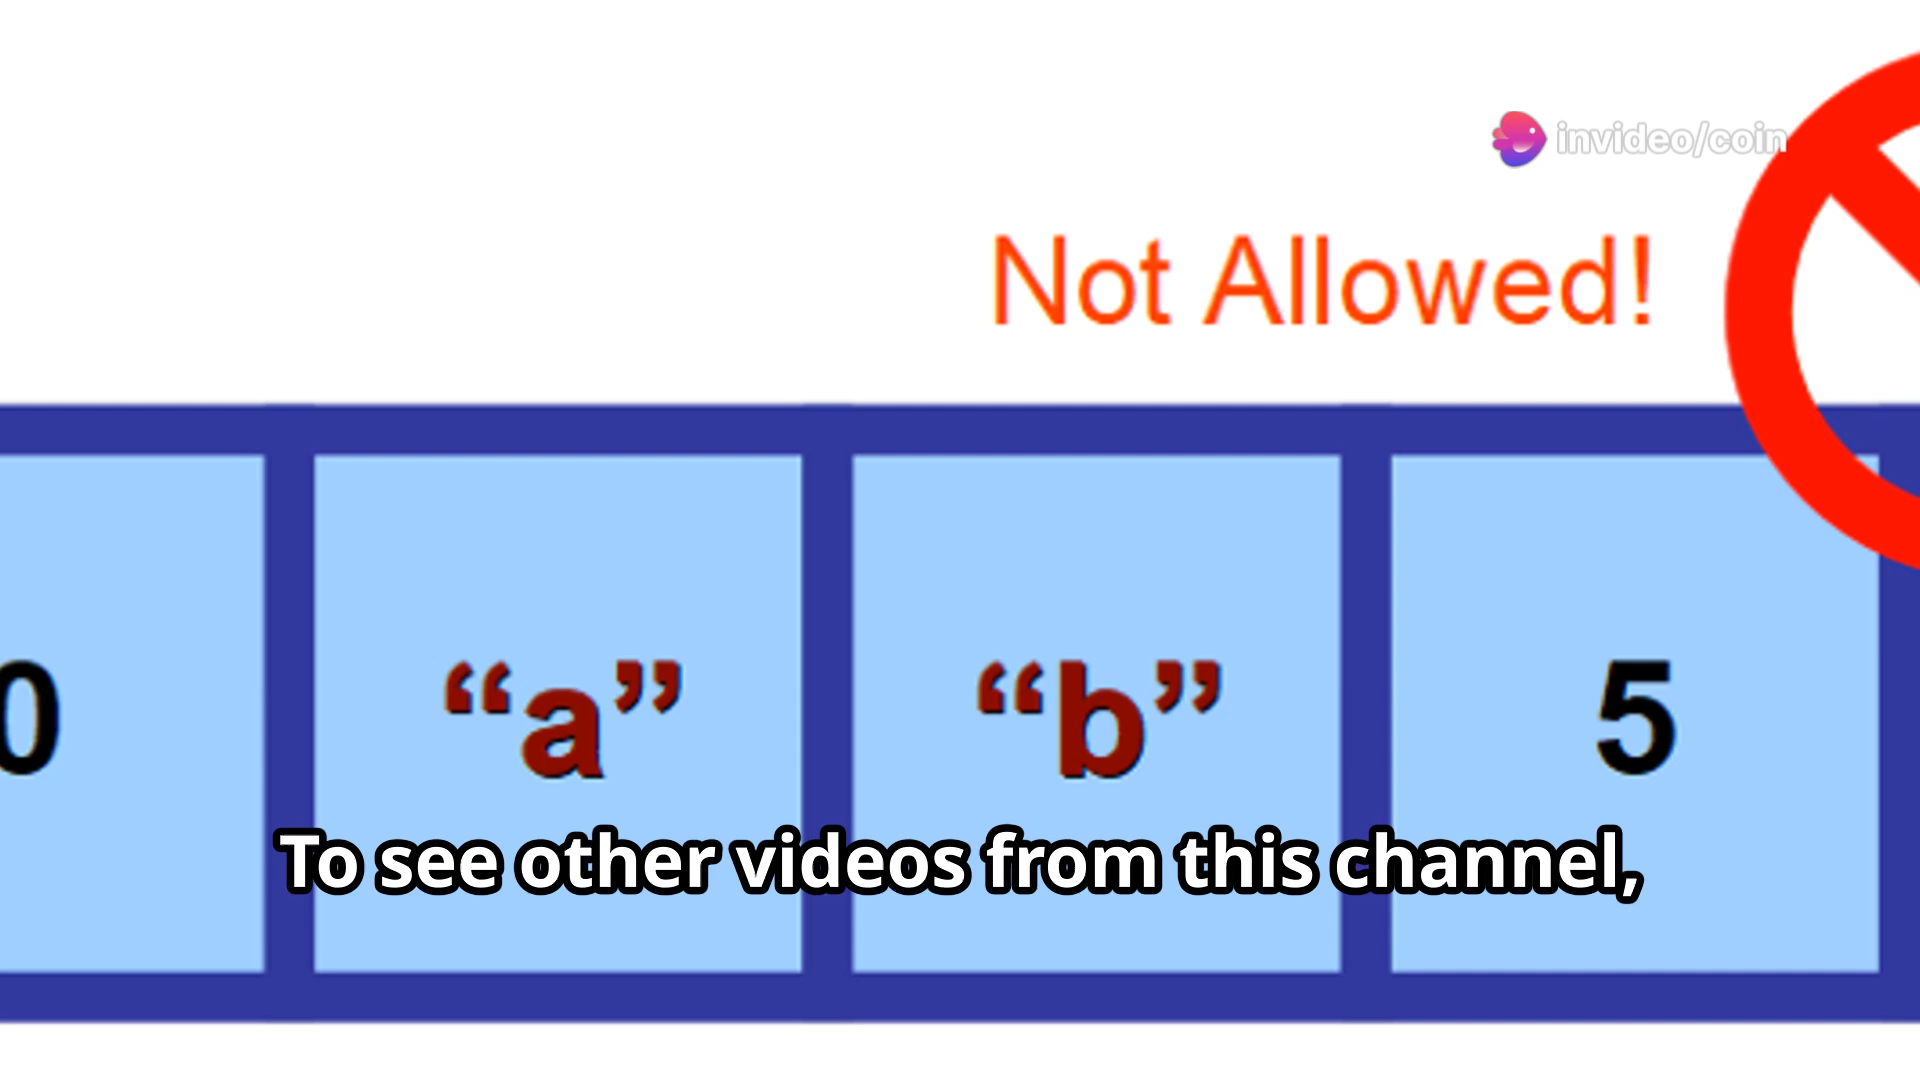 invideo/coin
Not Allowed!
0 “a” “b” 5
To see other videos from this channel,